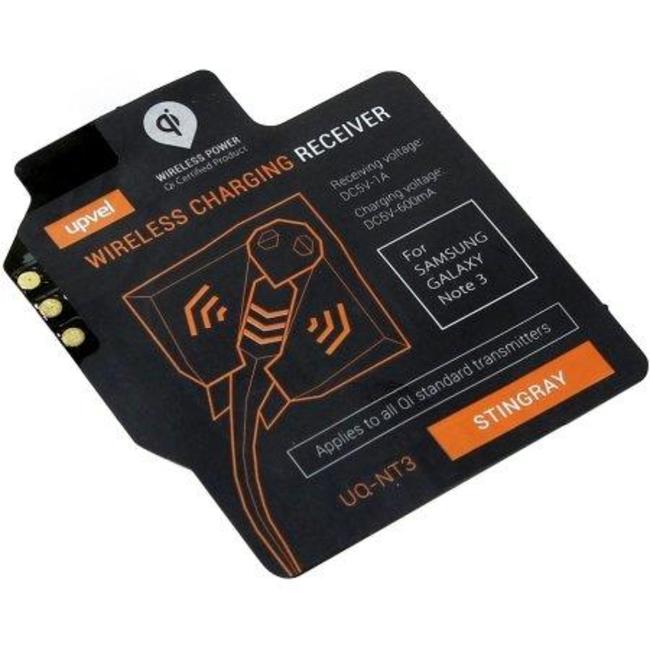 qi
WIRELESS POWER
Qi Certified Product
upvel
WIRELESS CHARGING RECEIVER
Receiving voltage:
DC5V-1A
Charging voltage:
DC5V-600mA
For
SAMSUNG
GALAXY
Note 3
Applies to all QI standard transmitters
STINGRAY
UQ-NT3